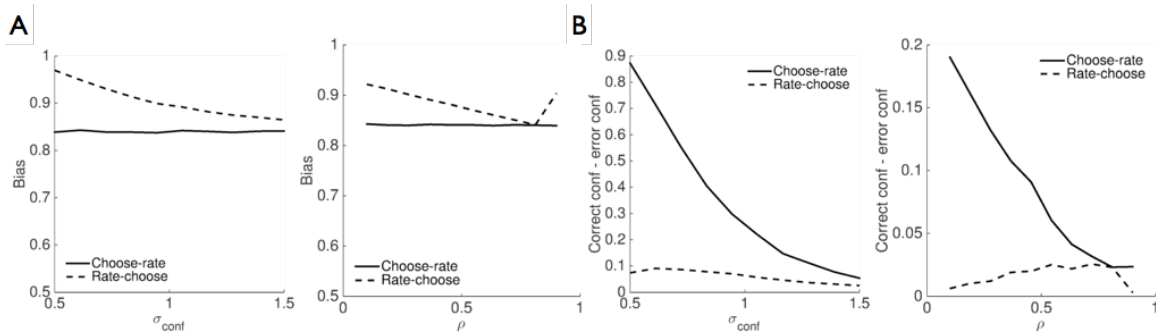 A
B
1
0.9
0.8
0.7
0.6
0.5
Bias
Choose-rate
Rate-choose
0.5
1
1.5
σconf
1
0.9
0.8
0.7
0.6
0.5
Bias
Choose-rate
Rate-choose
0
0.5
1
ρ
0.9
0.8
0.7
0.6
0.5
0.4
0.3
0.2
0.1
0
Correct conf - error conf
Choose-rate
Rate-choose
0.5
1
1.5
σconf
0.2
0.15
0.1
0.05
0
Correct conf - error conf
Choose-rate
Rate-choose
0
0.5
1
ρ